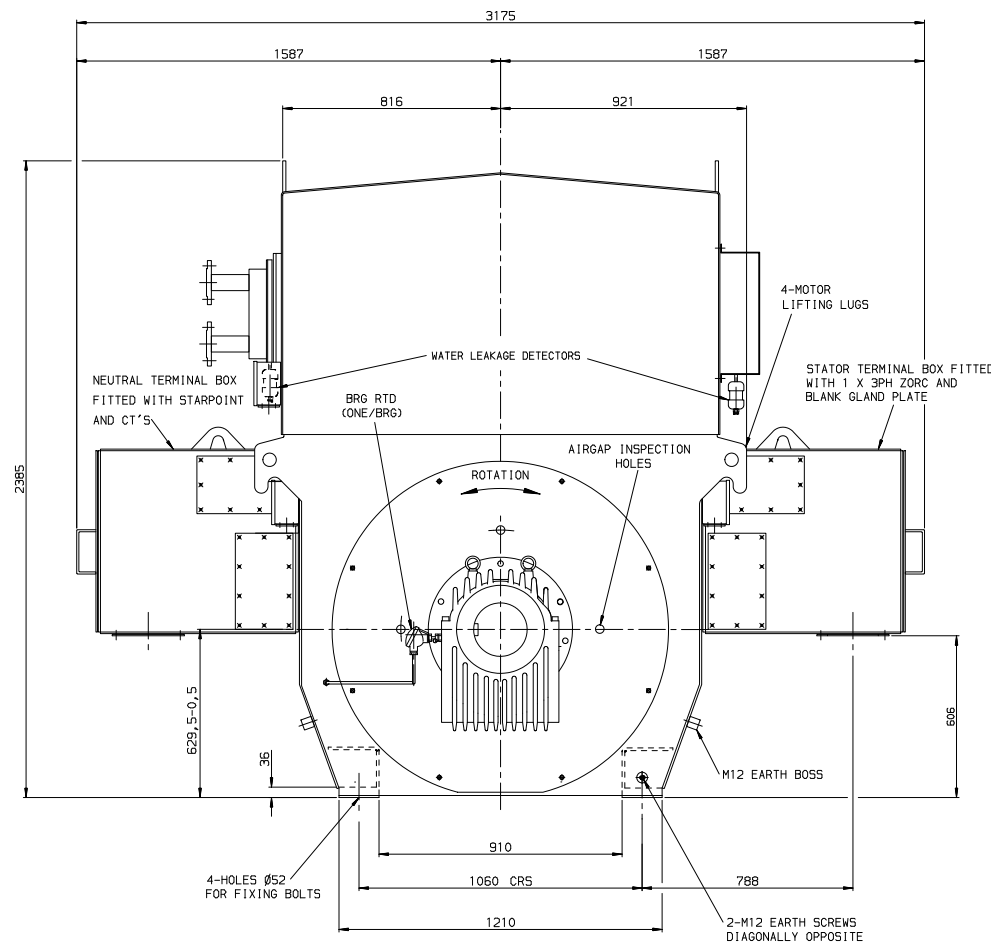 3175
1587
1587
816
921
4-MOTOR
LIFTING LUGS
WATER LEAKAGE DETECTORS
STATOR TERMINAL BOX FITTED
WITH 1 X 3PH ZORC AND
BLANK GLAND PLATE
NEUTRAL TERMINAL BOX
FITTED WITH STARPOINT
AND CT'S
BRG RTD
(ONE/BRG)
AIRGAP INSPECTION
HOLES
ROTATION
2385
629,5-0,5
36
606
M12 EARTH BOSS
910
4-HOLES Ø52
FOR FIXING BOLTS
1060 CRS
788
1210
2-M12 EARTH SCREWS
DIAGONALLY OPPOSITE